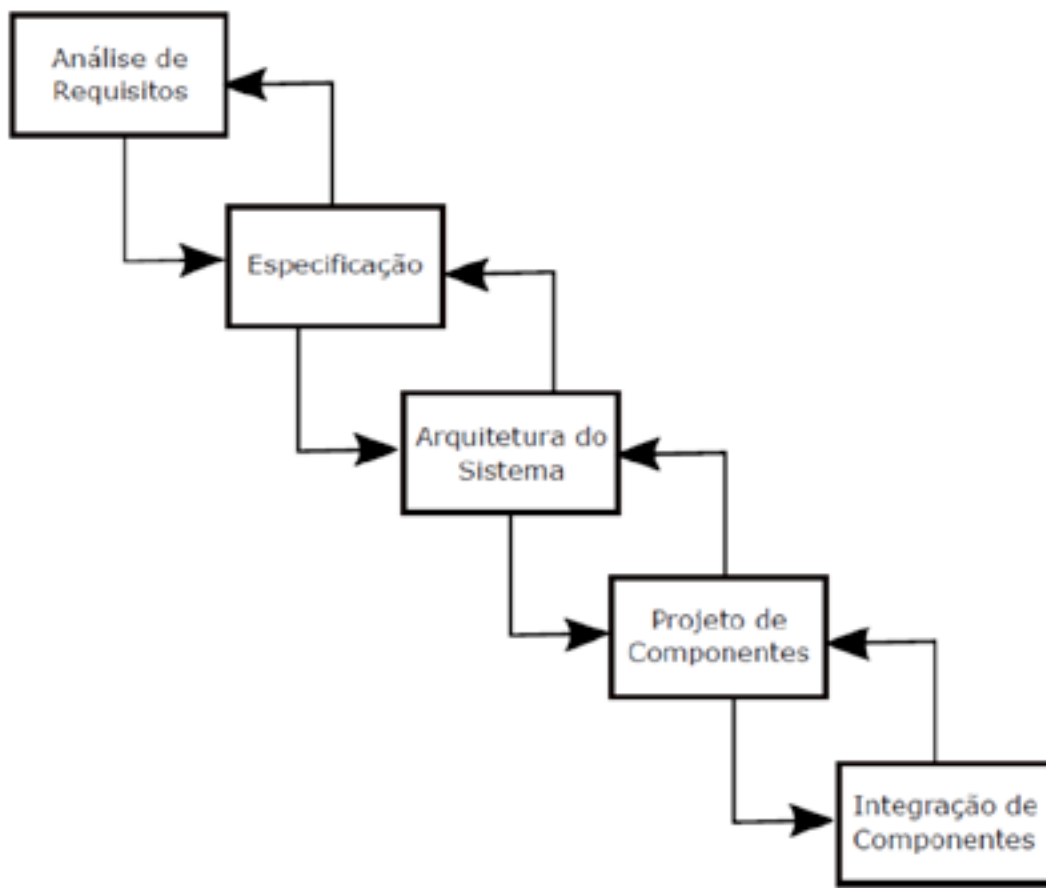 Análise de
Requisitos
Especificação
Arquitetura do
Sistema
Projeto de
Componentes
Integração de
Componentes